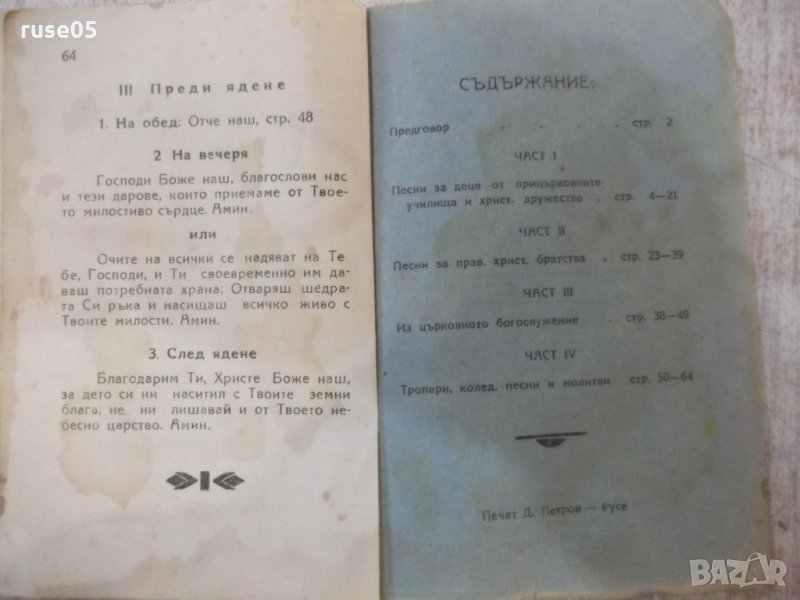 ruse05
64
III Преди ядене
1. На обед: Отче наш, стр. 48
2 На вечеря
Господи Боже наш, благослови нас
и тези дарове, които приемаме от Твое-
то милостиво сърце. Амин.
или
Очите на всички се надяват на Те
бе, Господи, и Ти своевременно им да-
ваш потребната храна; Отваряш щедрата
Си ръка и насищаш всичко живо с
Твоите милости. Амин.
3. След ядене
Благодарим Ти, Христе Боже наш,
за дето си ни наситил с Твоите земни
блага; не ни лишавай и от Твоето не-
бесно царство. Амин.
СЪДЪРЖАНИЕ:
Предговор . . . . стр. 2
ЧАСТ I
Песни за деца от прицърковните
училища и христ. дружества . стр. 4—21
ЧАСТ II
Песни за прав. христ. братства . стр. 23—39
ЧАСТ III
Из църковното богослужение . стр. 38—49
ЧАСТ IV
Тропари, колед. песни и молитви стр. 50—64
Печат Д. Петров — Русе
BAZAR
bg